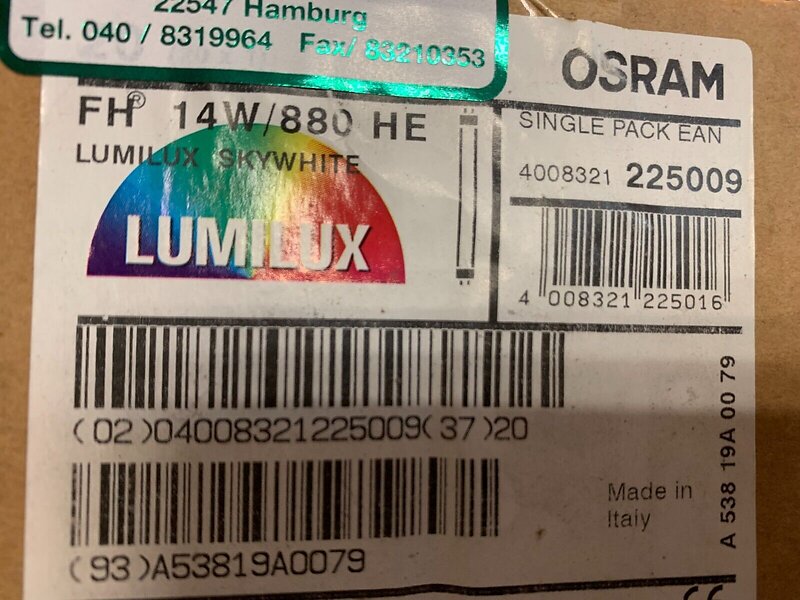 22547 Hamburg
Tel. 040 / 8319964 Fax/ 83210353
OSRAM
FH® 14W/880 HE
LUMILUX SKYWHITE
LUMILUX
SINGLE PACK EAN
4008321 225009
4 008321 225016
(02)04008321225009(37)20
(93)A53819A0079
Made in
Italy
A 538 19A 00 79
CE